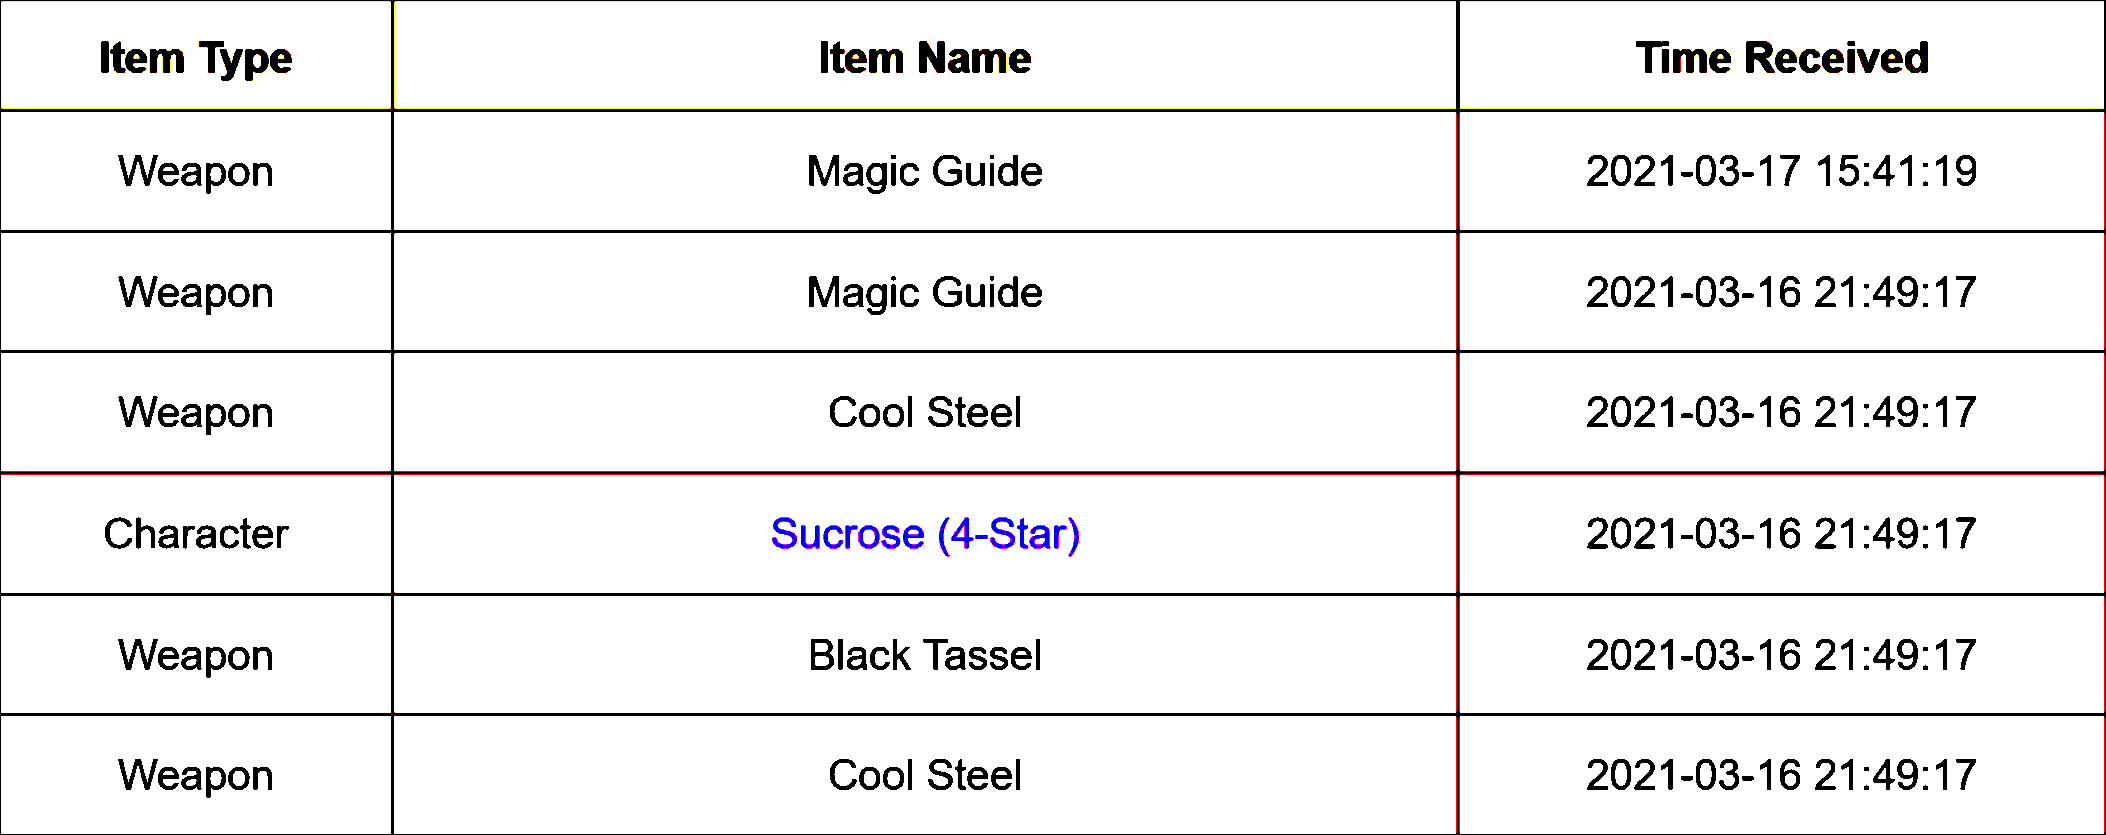 Item Type Item Name Time Received
Weapon Magic Guide 2021-03-17 15:41:19
Weapon Magic Guide 2021-03-16 21:49:17
Weapon Cool Steel 2021-03-16 21:49:17
Character Sucrose (4-Star) 2021-03-16 21:49:17
Weapon Black Tassel 2021-03-16 21:49:17
Weapon Cool Steel 2021-03-16 21:49:17